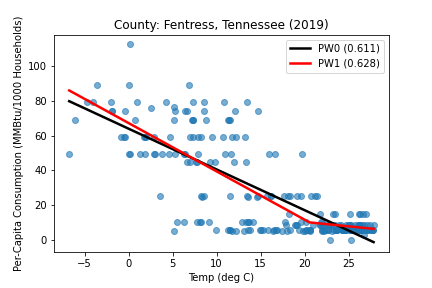 County: Fentress, Tennessee (2019)
PW0 (0.611)
PW1 (0.628)
Per-Capita Consumption (MMBtu/1000 Households)
100
80
60
40
20
0
−5
0
5
10
15
20
25
Temp (deg C)